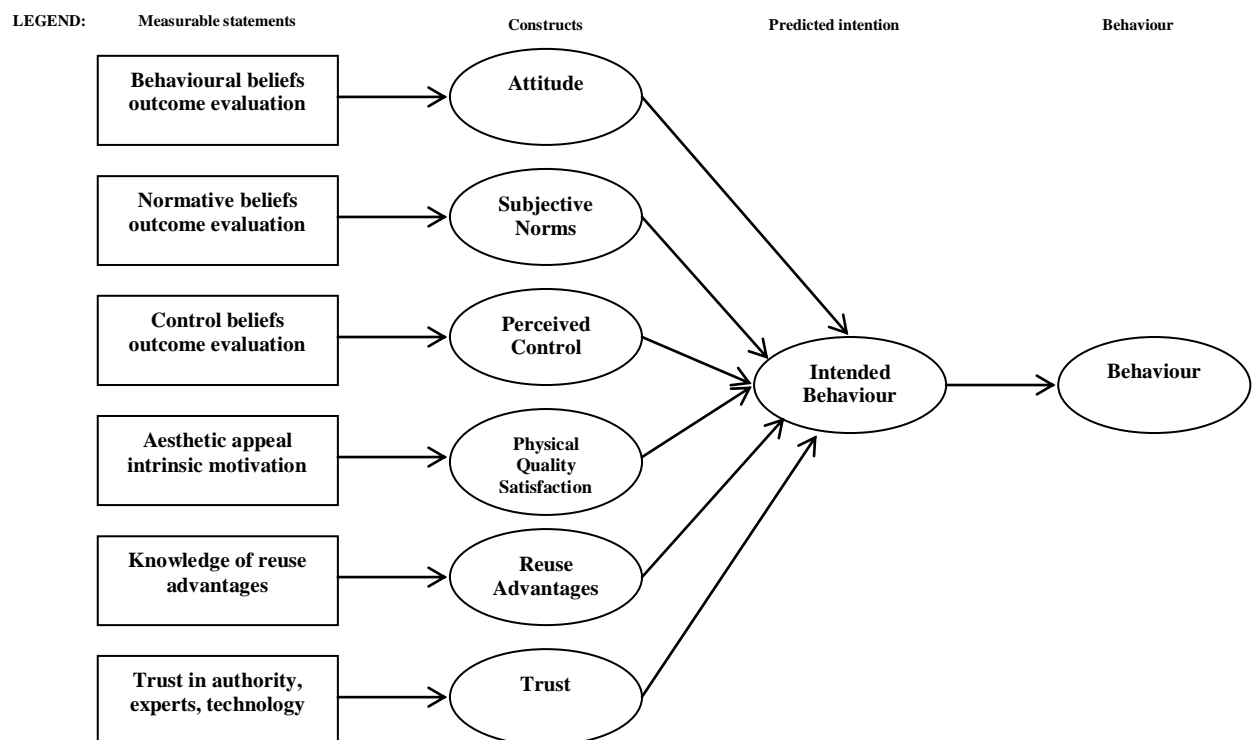 LEGEND: Measurable statements Constructs Predicted intention Behaviour
Behavioural beliefs
outcome evaluation
Attitude
Normative beliefs
outcome evaluation
Subjective
Norms
Control beliefs
outcome evaluation
Perceived
Control
Intended
Behaviour
Behaviour
Aesthetic appeal
intrinsic motivation
Physical
Quality
Satisfaction
Knowledge of reuse
advantages
Reuse
Advantages
Trust in authority,
experts, technology
Trust